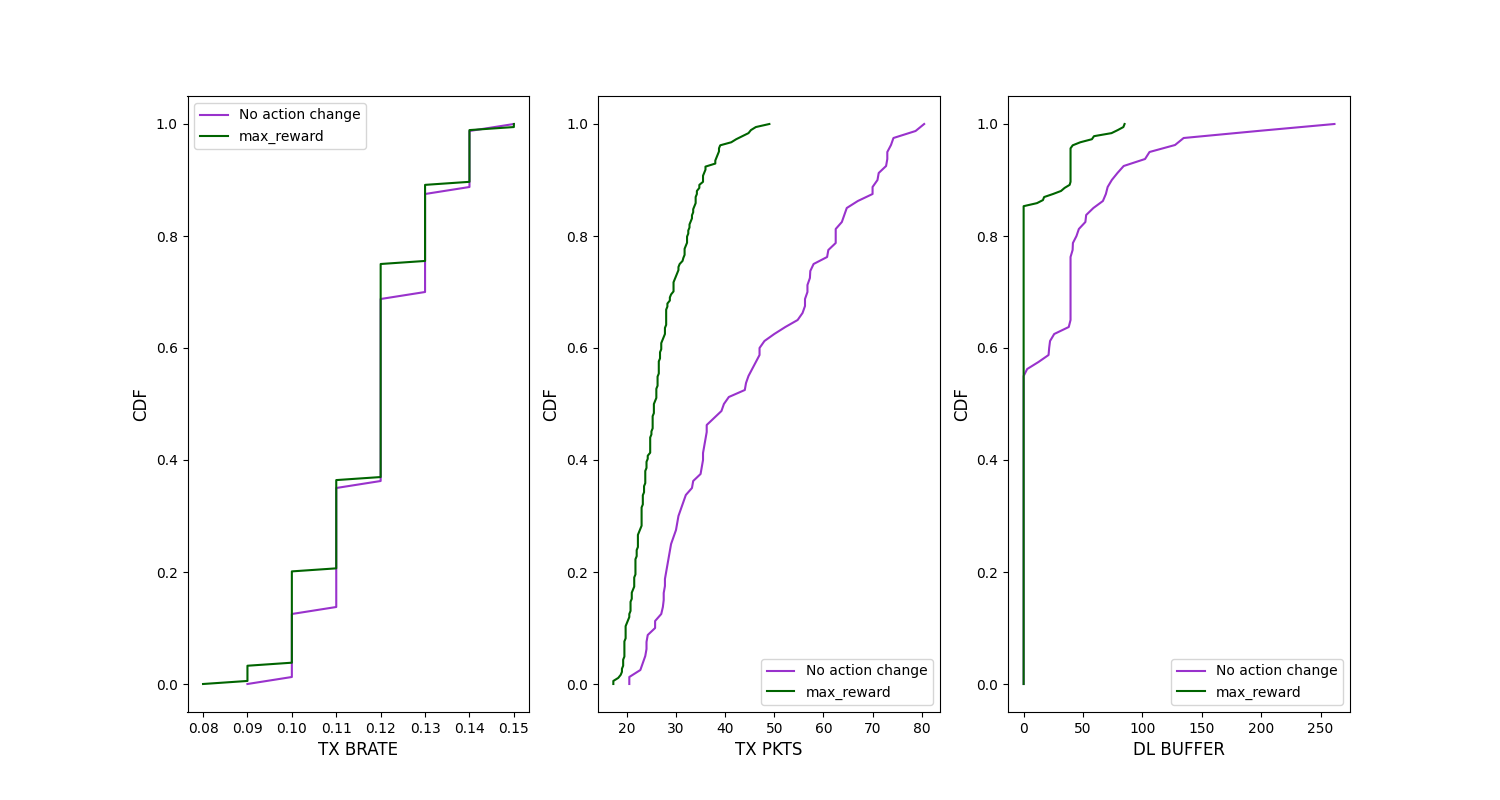 No action change
max_reward
1.0
0.8
0.6
0.4
0.2
0.0
CDF
0.08 0.09 0.10 0.11 0.12 0.13 0.14 0.15
TX BRATE
1.0
0.8
0.6
0.4
0.2
0.0
CDF
No action change
max_reward
20 30 40 50 60 70 80
TX PKTS
1.0
0.8
0.6
0.4
0.2
0.0
CDF
No action change
max_reward
0 50 100 150 200 250
DL BUFFER